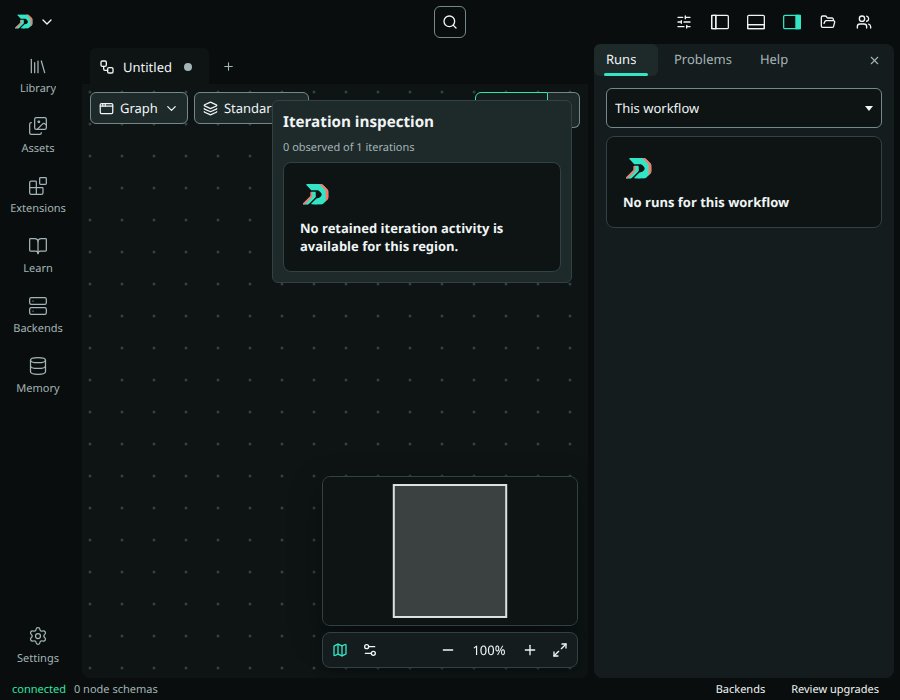 Untitled
Library
Assets
Extensions
Learn
Backends
Memory
Settings
Graph
Iteration inspection
0 observed of 1 iterations
No retained iteration activity is
available for this region.
100%
Runs
Problems
Help
This workflow
No runs for this workflow
connected
0 node schemas
Backends
Review upgrades